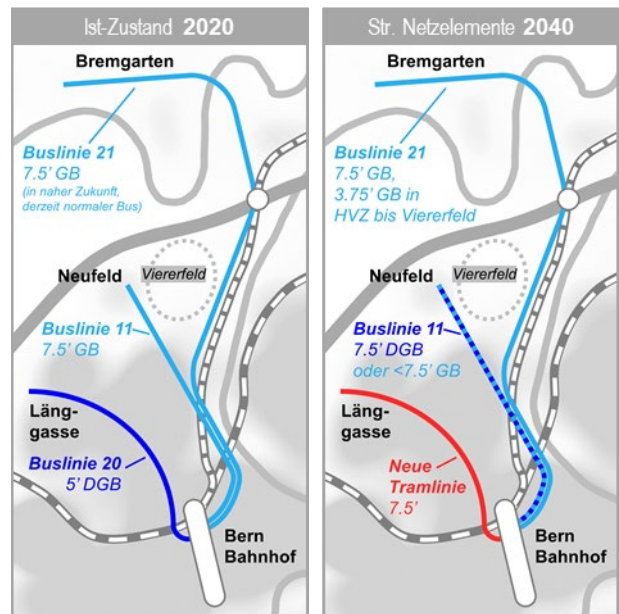 Ist-Zustand 2020
Bremgarten
Buslinie 21
7.5' GB
(in naher Zukunft,
derzeit normaler Bus)
Neufeld
Viererfeld
Buslinie 11
7.5' GB
Läng-
gasse
Buslinie 20
5' DGB
Bern
Bahnhof
Str. Netzelemente 2040
Bremgarten
Buslinie 21
7.5' GB,
3.75' GB in
HVZ bis Viererfeld
Neufeld
Viererfeld
Buslinie 11
7.5' DGB
oder <7.5' GB
Läng-
gasse
Neue
Tramlinie
7.5'
Bern
Bahnhof